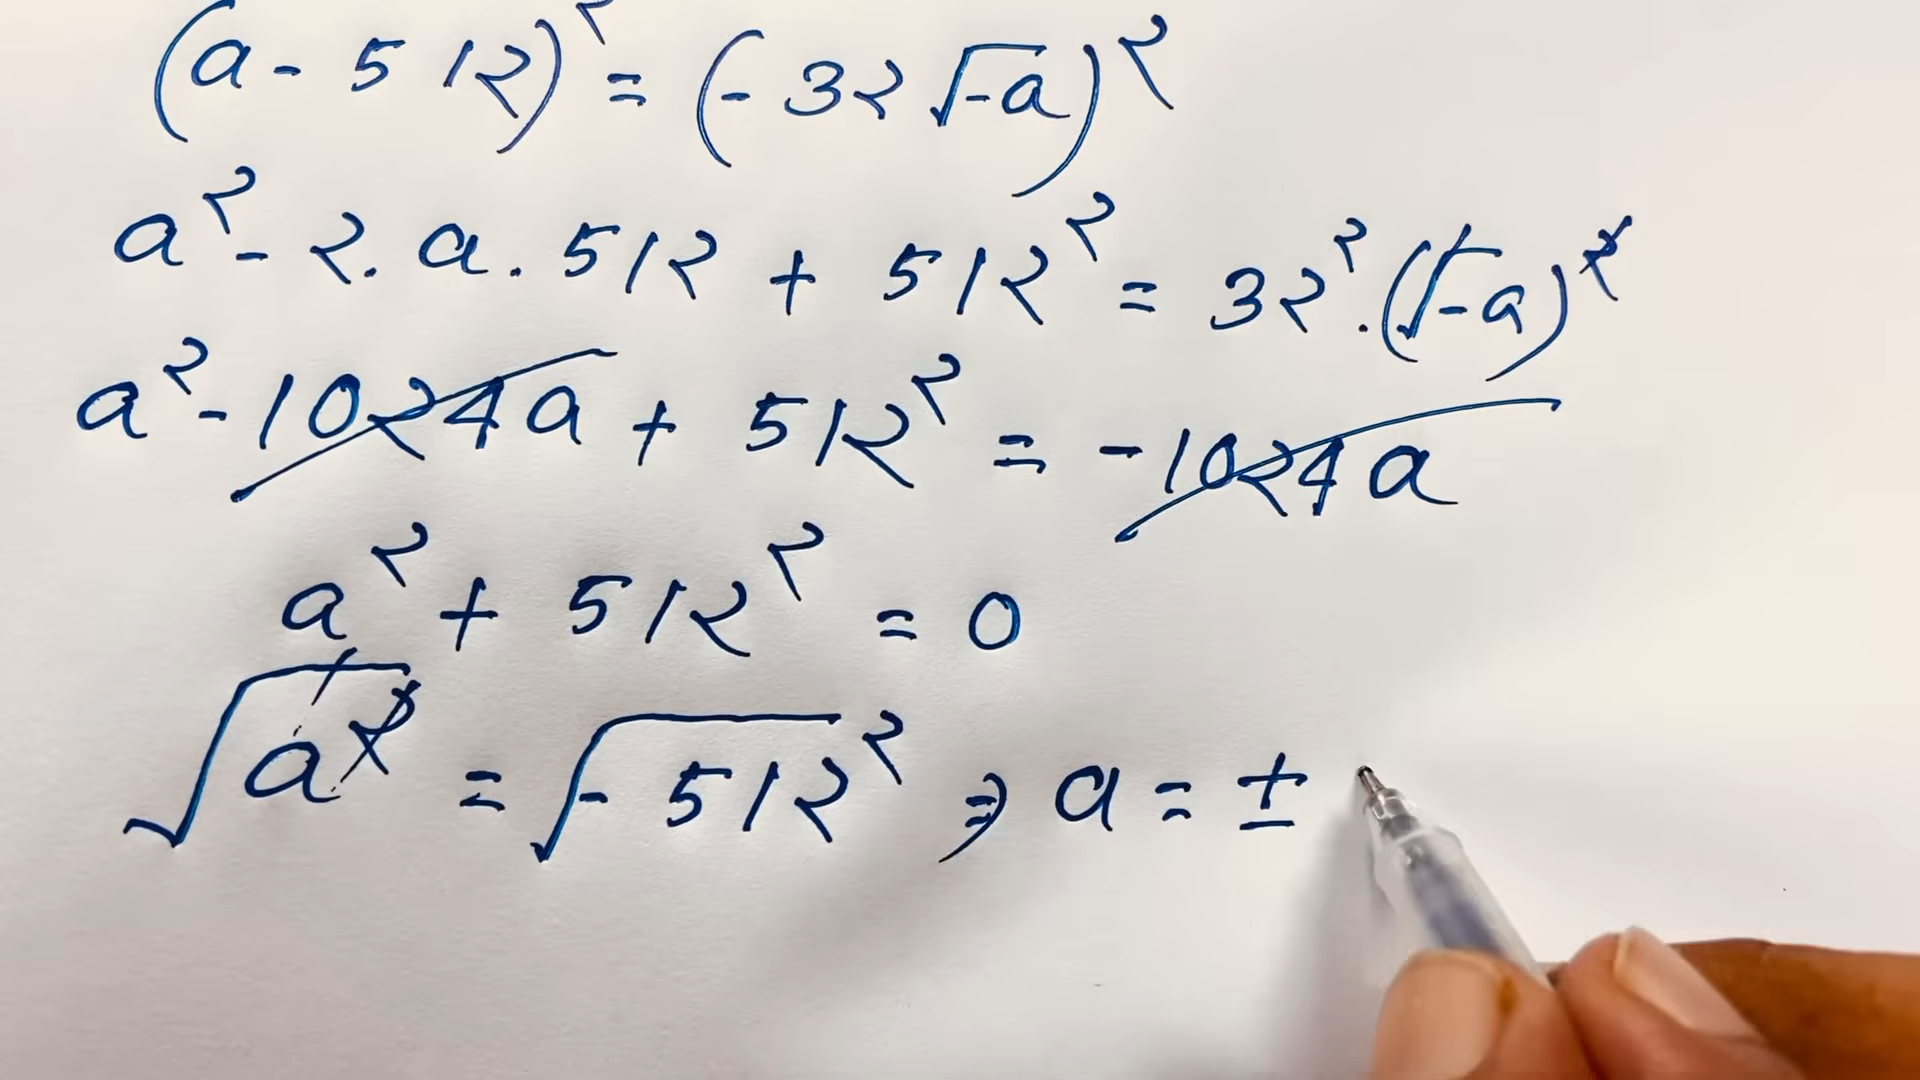 (a - 512)² = (-32√-a)²
a² - 2. a. 512 + 512² = 32² . (√-a)²
a² - 1024a + 512² = -1024a
a² + 512² = 0
√a² = √-512² ⇒ a = ±